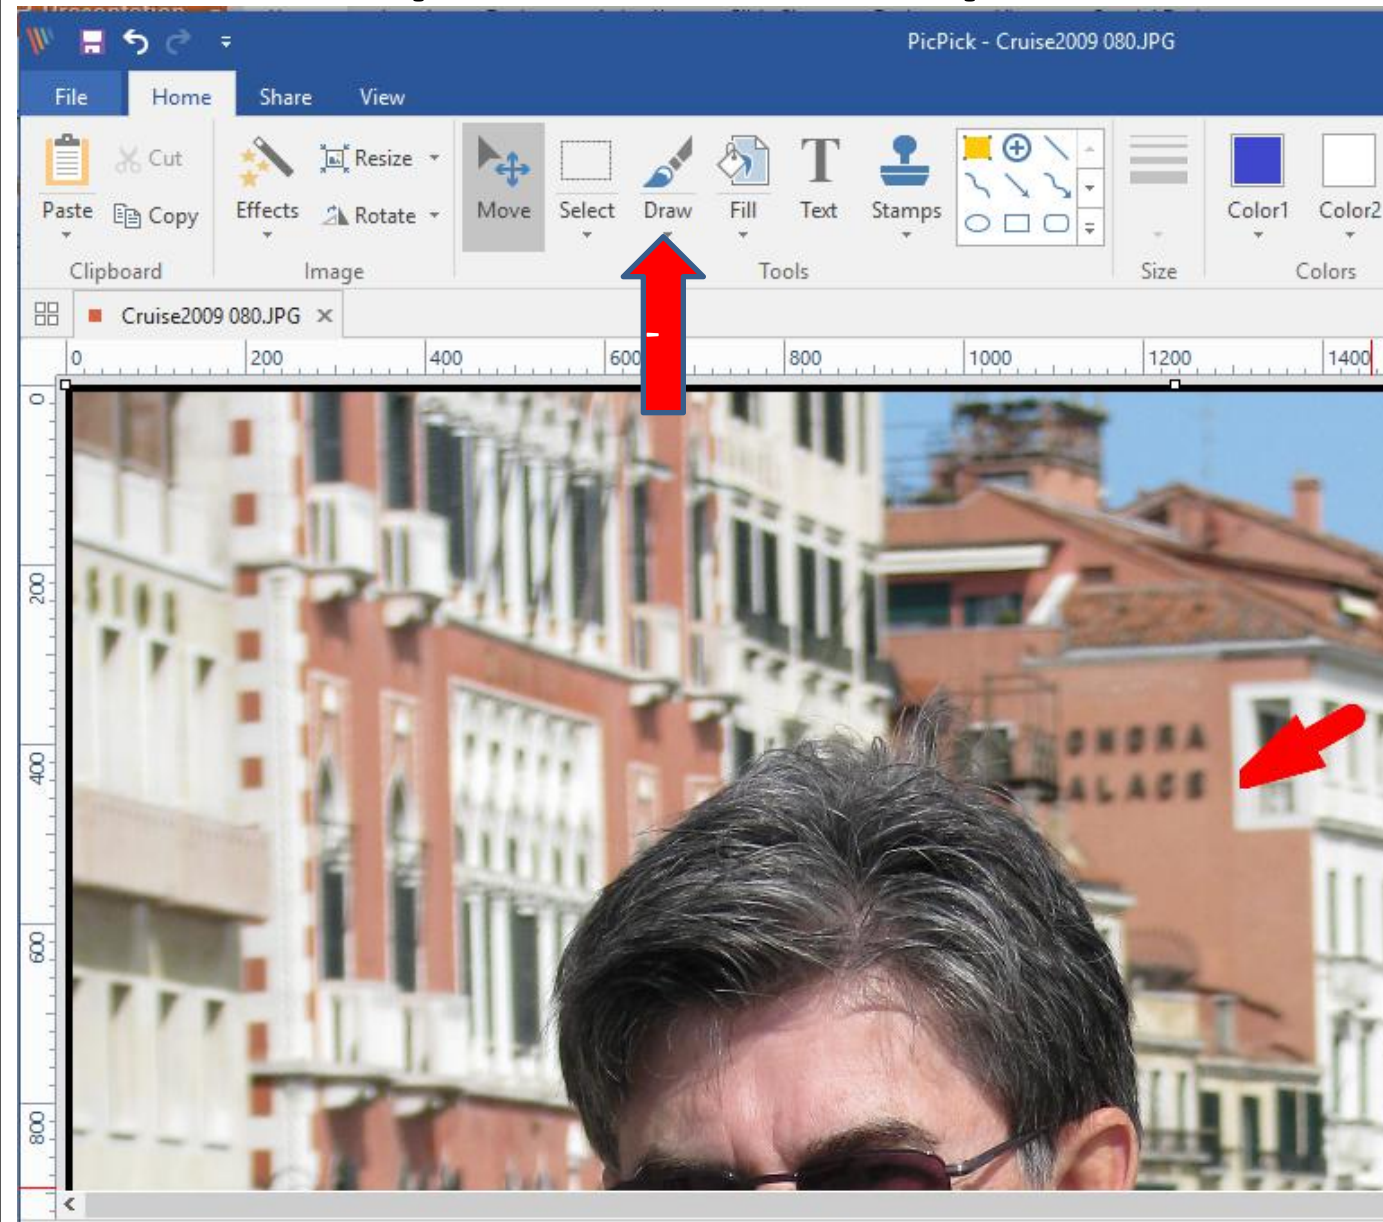 PicPick - Cruise2009 080.JPG
File Home Share View
Cut Resize
Paste Copy Effects Rotate Move Select Draw Fill Text Stamps Color1 Color2
Clipboard Image Tools Size Colors
Cruise2009 080.JPG
0 200 400 600 800 1000 1200 1400
0
200
400
600
800
ONDRA
ALACE